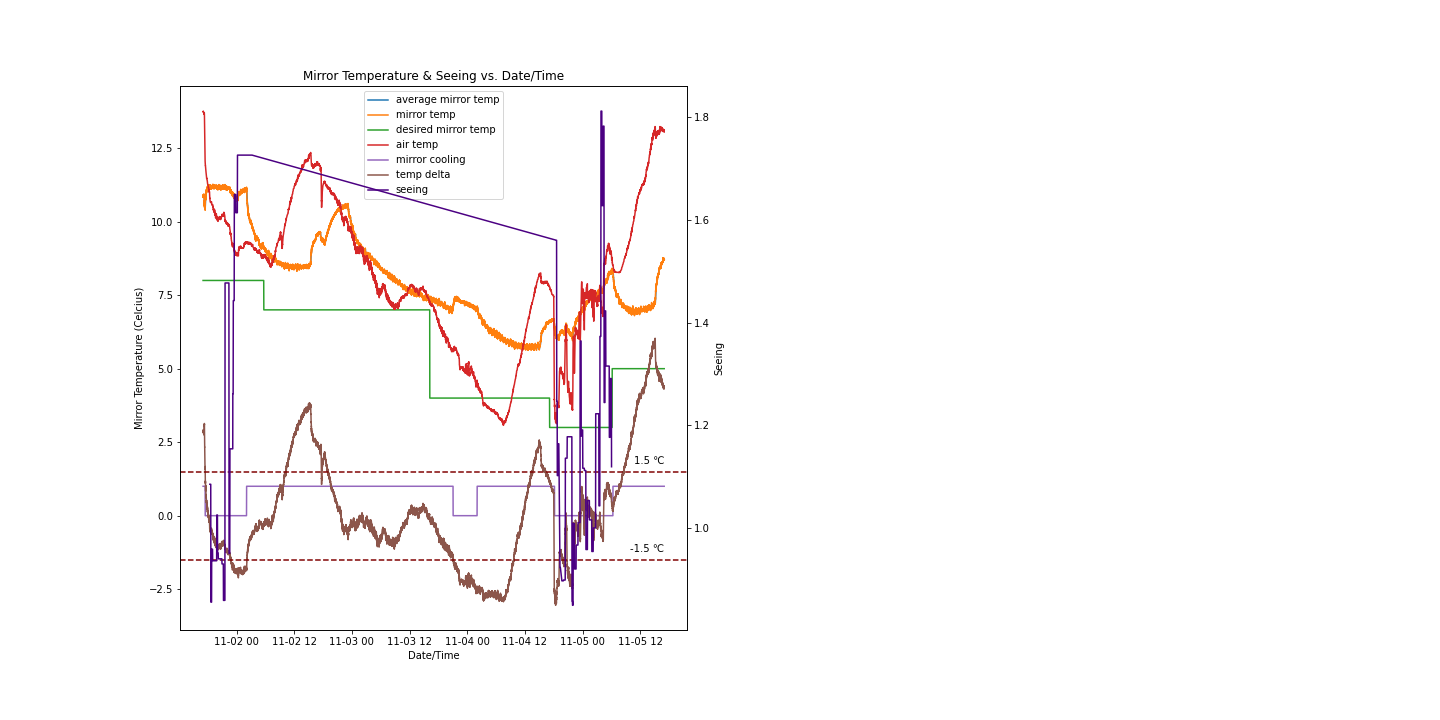 Mirror Temperature & Seeing vs. Date/Time
average mirror temp
mirror temp
desired mirror temp
air temp
mirror cooling
temp delta
seeing
12.5
10.0
7.5
5.0
2.5
0.0
−2.5
Mirror Temperature (Celcius)
1.8
1.6
1.4
1.2
1.0
Seeing
1.5 °C
-1.5 °C
11-02 00 11-02 12 11-03 00 11-03 12 11-04 00 11-04 12 11-05 00 11-05 12
Date/Time